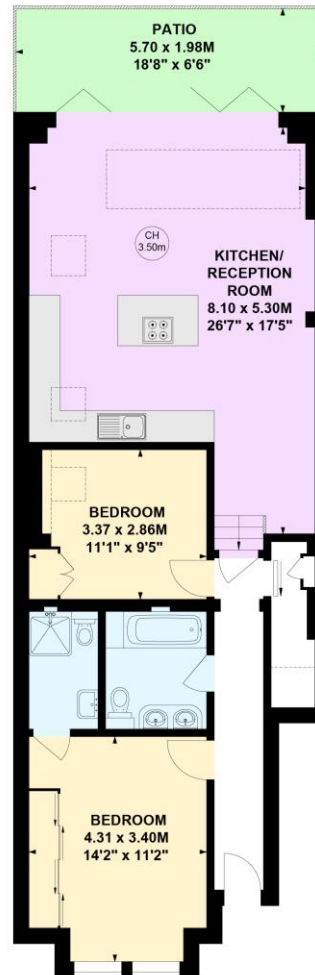 PATIO
5.70 x 1.98M
18'8" x 6'6"
CH
3.50m
KITCHEN/
RECEPTION
ROOM
8.10 x 5.30M
26'7" x 17'5"
BEDROOM
3.37 x 2.86M
11'1" x 9'5"
BEDROOM
4.31 x 3.40M
14'2" x 11'2"